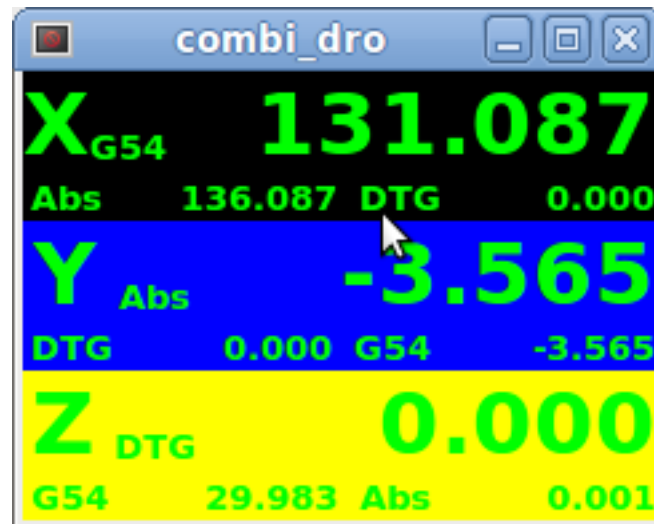 combi_dro
X G54 131.087
Abs 136.087 DTG 0.000
Y Abs -3.565
DTG 0.000 G54 -3.565
Z DTG 0.000
G54 29.983 Abs 0.001